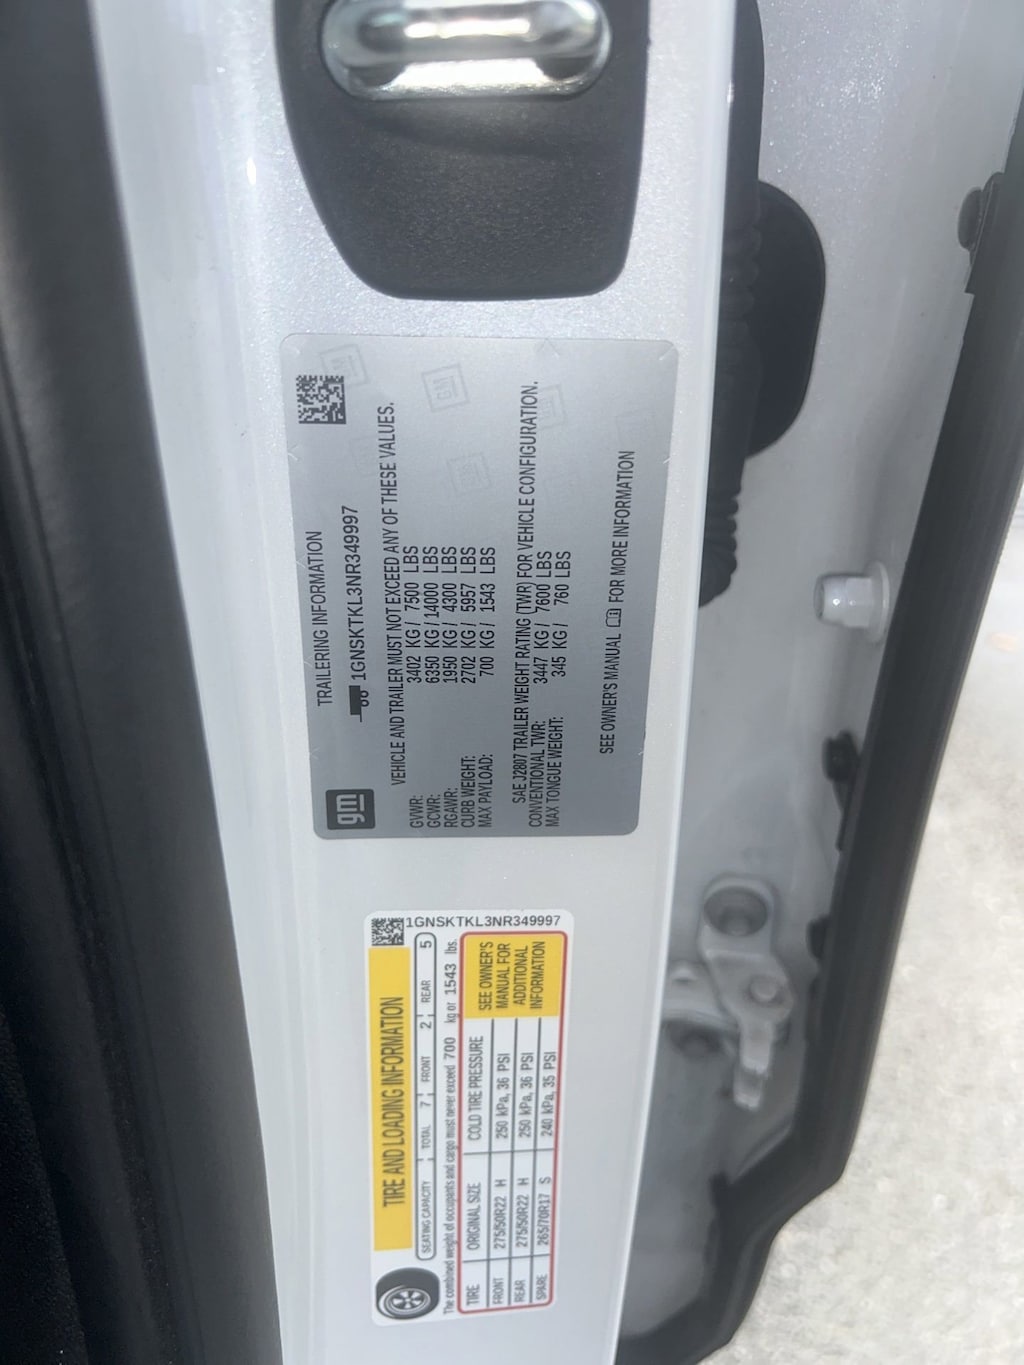 TRAILERING INFORMATION
1GNSKTKL3NR349997
VEHICLE AND TRAILER MUST NOT EXCEED ANY OF THESE VALUES.
GVWR: 3402 KG / 7500 LBS
GCWR: 6350 KG / 14000 LBS
RGAWR: 1950 KG / 4300 LBS
CURB WEIGHT: 2702 KG / 5957 LBS
MAX PAYLOAD: 700 KG / 1543 LBS
SAE J2807 TRAILER WEIGHT RATING (TWR) FOR VEHICLE CONFIGURATION.
CONVENTIONAL TWR: 3447 KG / 7600 LBS
MAX TONGUE WEIGHT: 345 KG / 760 LBS
SEE OWNER'S MANUAL FOR MORE INFORMATION
gm
GM
GM
GM
GM
TIRE AND LOADING INFORMATION
SEATING CAPACITY TOTAL 7 FRONT 2 REAR 5
The combined weight of occupants and cargo must never exceed 700 kg or 1543 lbs.
TIRE ORIGINAL SIZE COLD TIRE PRESSURE
FRONT 275/50R22 H 250 kPa, 36 PSI
REAR 275/50R22 H 250 kPa, 36 PSI
SPARE 265/70R17 S 240 kPa, 35 PSI
SEE OWNER'S
MANUAL FOR
ADDITIONAL
INFORMATION
1GNSKTKL3NR349997